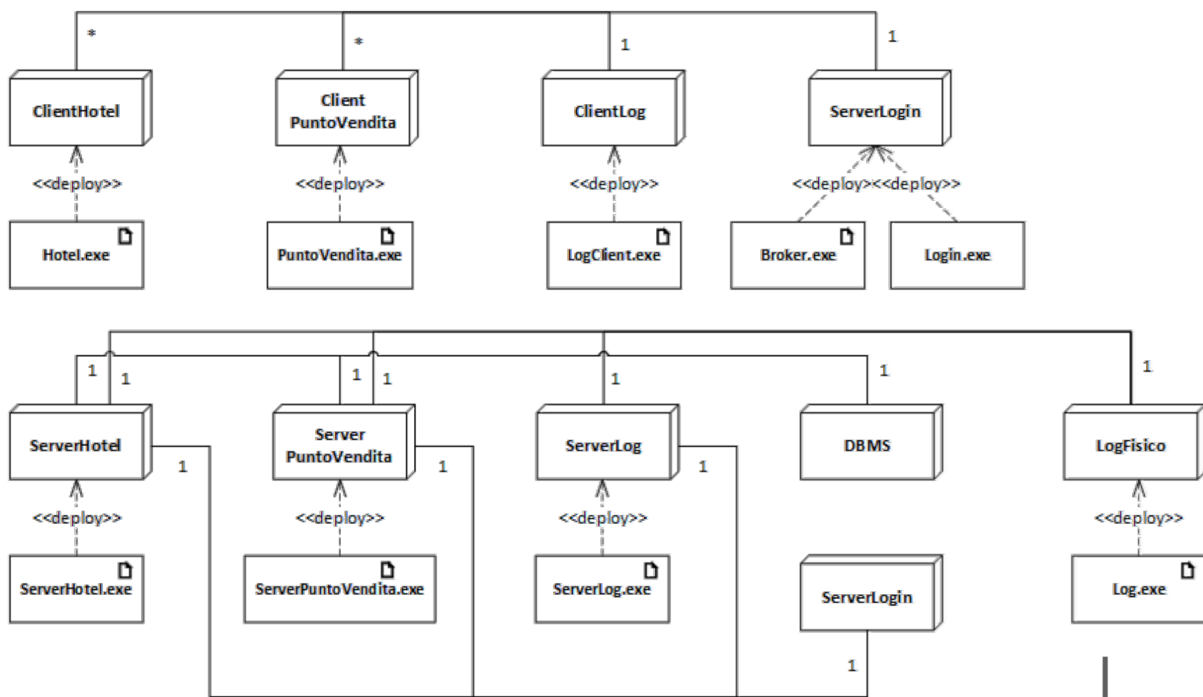 * * 1 1
ClientHotel
Client
PuntoVendita
ClientLog
ServerLogin
<<deploy>> <<deploy>> <<deploy>> <<deploy>> <<deploy>>
Hotel.exe
PuntoVendita.exe
LogClient.exe
Broker.exe
Login.exe
1 1 1 1 1 1 1
ServerHotel
Server
PuntoVendita
ServerLog
DBMS
LogFisico
1 1 1
<<deploy>> <<deploy>> <<deploy>> <<deploy>>
ServerHotel.exe
ServerPuntoVendita.exe
ServerLog.exe
ServerLogin
Log.exe
1